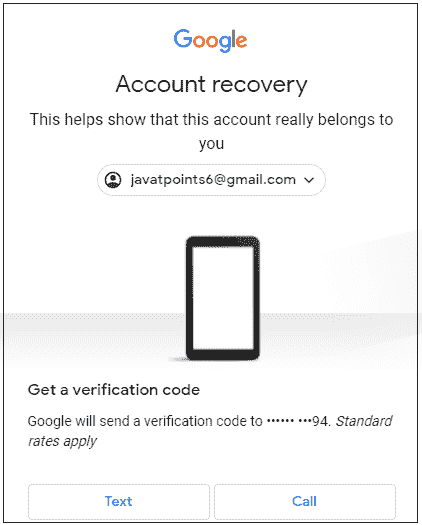 Google
Account recovery
This helps show that this account really belongs to
you
javatpoints6@gmail.com
Get a verification code
Google will send a verification code to •••••• •••94. Standard
rates apply
Text
Call